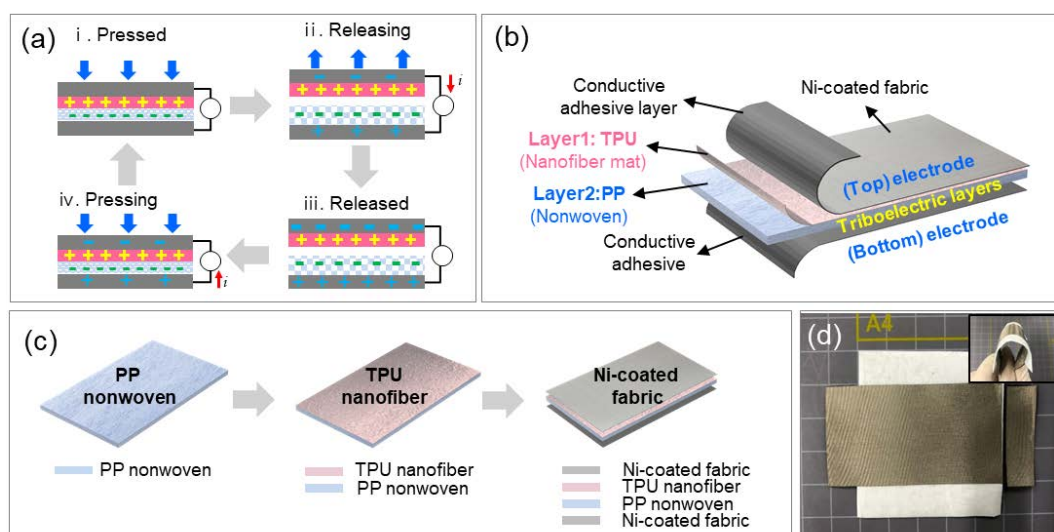 (a)
i. Pressed
ii. Releasing
i
iv. Pressing
iii. Released
i
(b)
Conductive
adhesive layer
Ni-coated fabric
Layer1: TPU
(Nanofiber mat)
Layer2:PP
(Nonwoven)
Conductive
adhesive
(Top) electrode
Triboelectric layers
(Bottom) electrode
(c)
PP
nonwoven
TPU
nanofiber
Ni-coated
fabric
PP nonwoven
TPU nanofiber
PP nonwoven
Ni-coated fabric
TPU nanofiber
PP nonwoven
Ni-coated fabric
(d)
A4